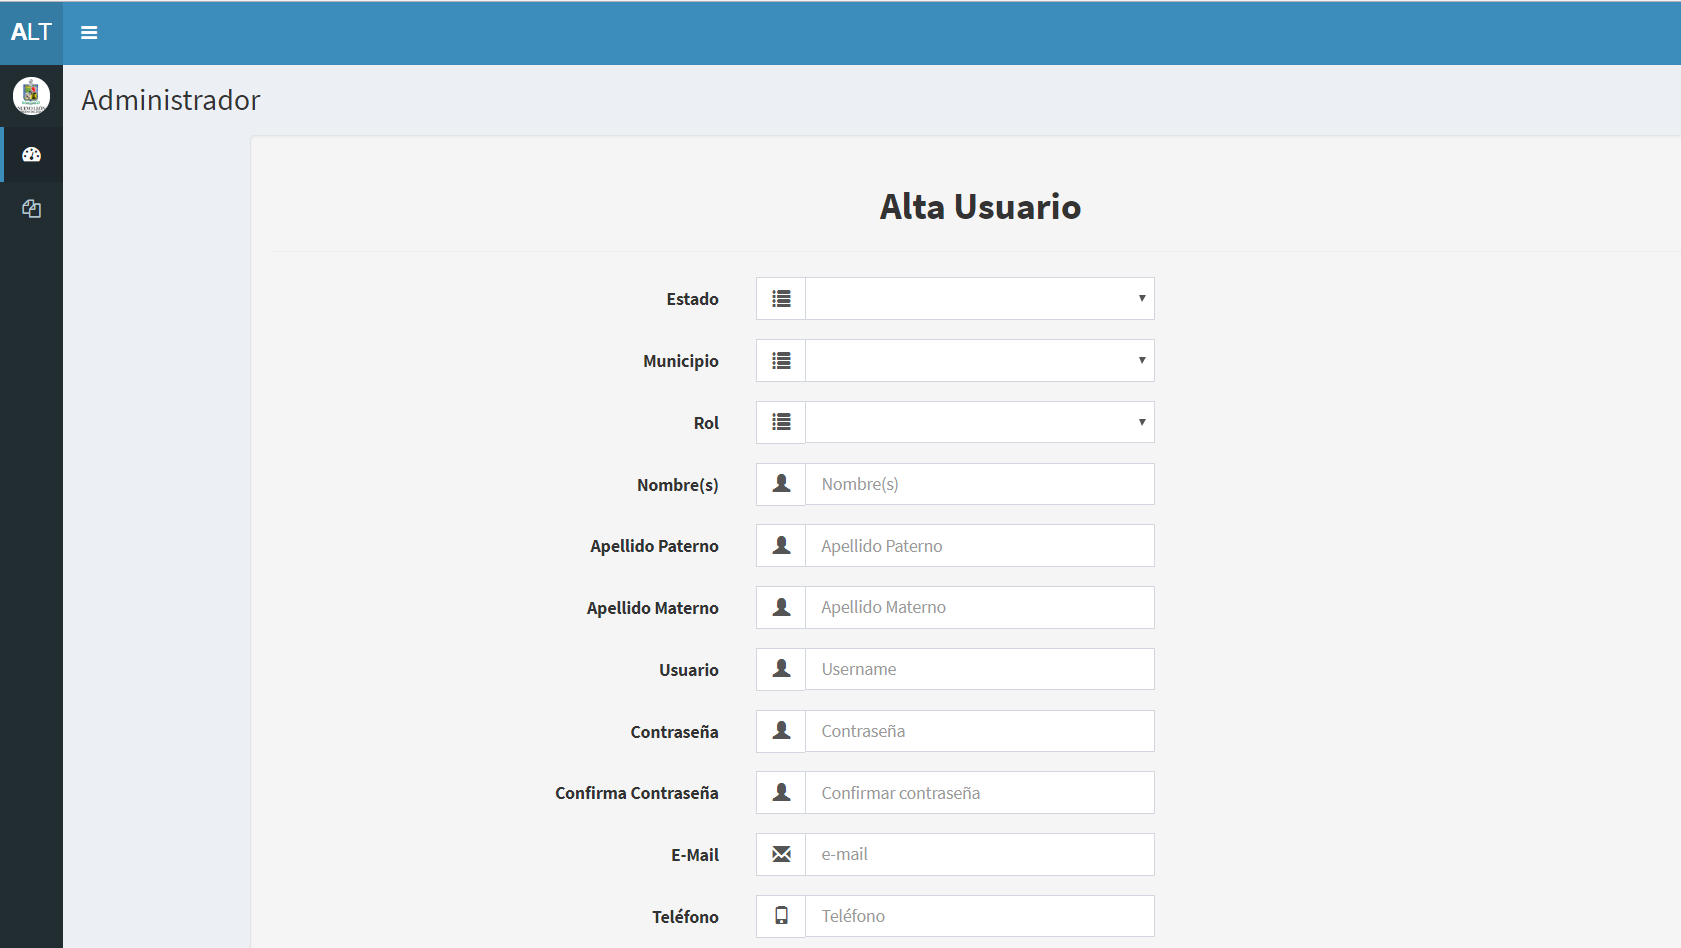 ALT
Administrador
Alta Usuario
Estado
Municipio
Rol
Nombre(s) Nombre(s)
Apellido Paterno Apellido Paterno
Apellido Materno Apellido Materno
Usuario Username
Contraseña Contraseña
Confirma Contraseña Confirmar contraseña
E-Mail e-mail
Teléfono Teléfono